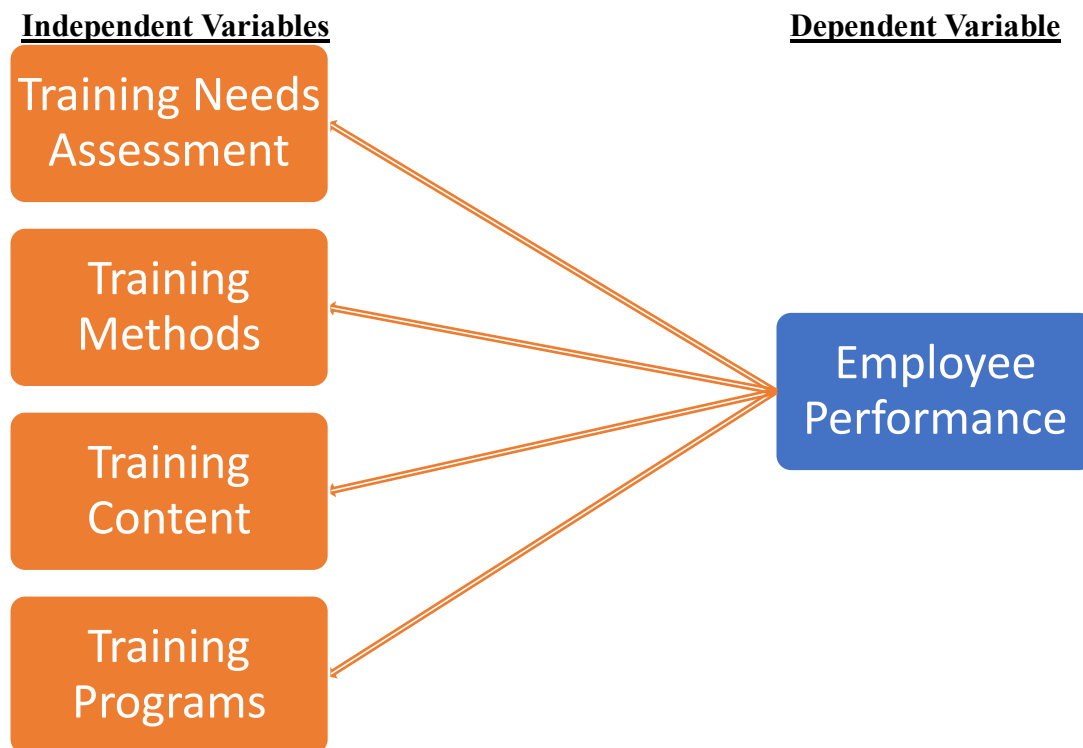 Independent Variables
Dependent Variable
Training Needs
Assessment
Training
Methods
Employee
Performance
Training
Content
Training
Programs